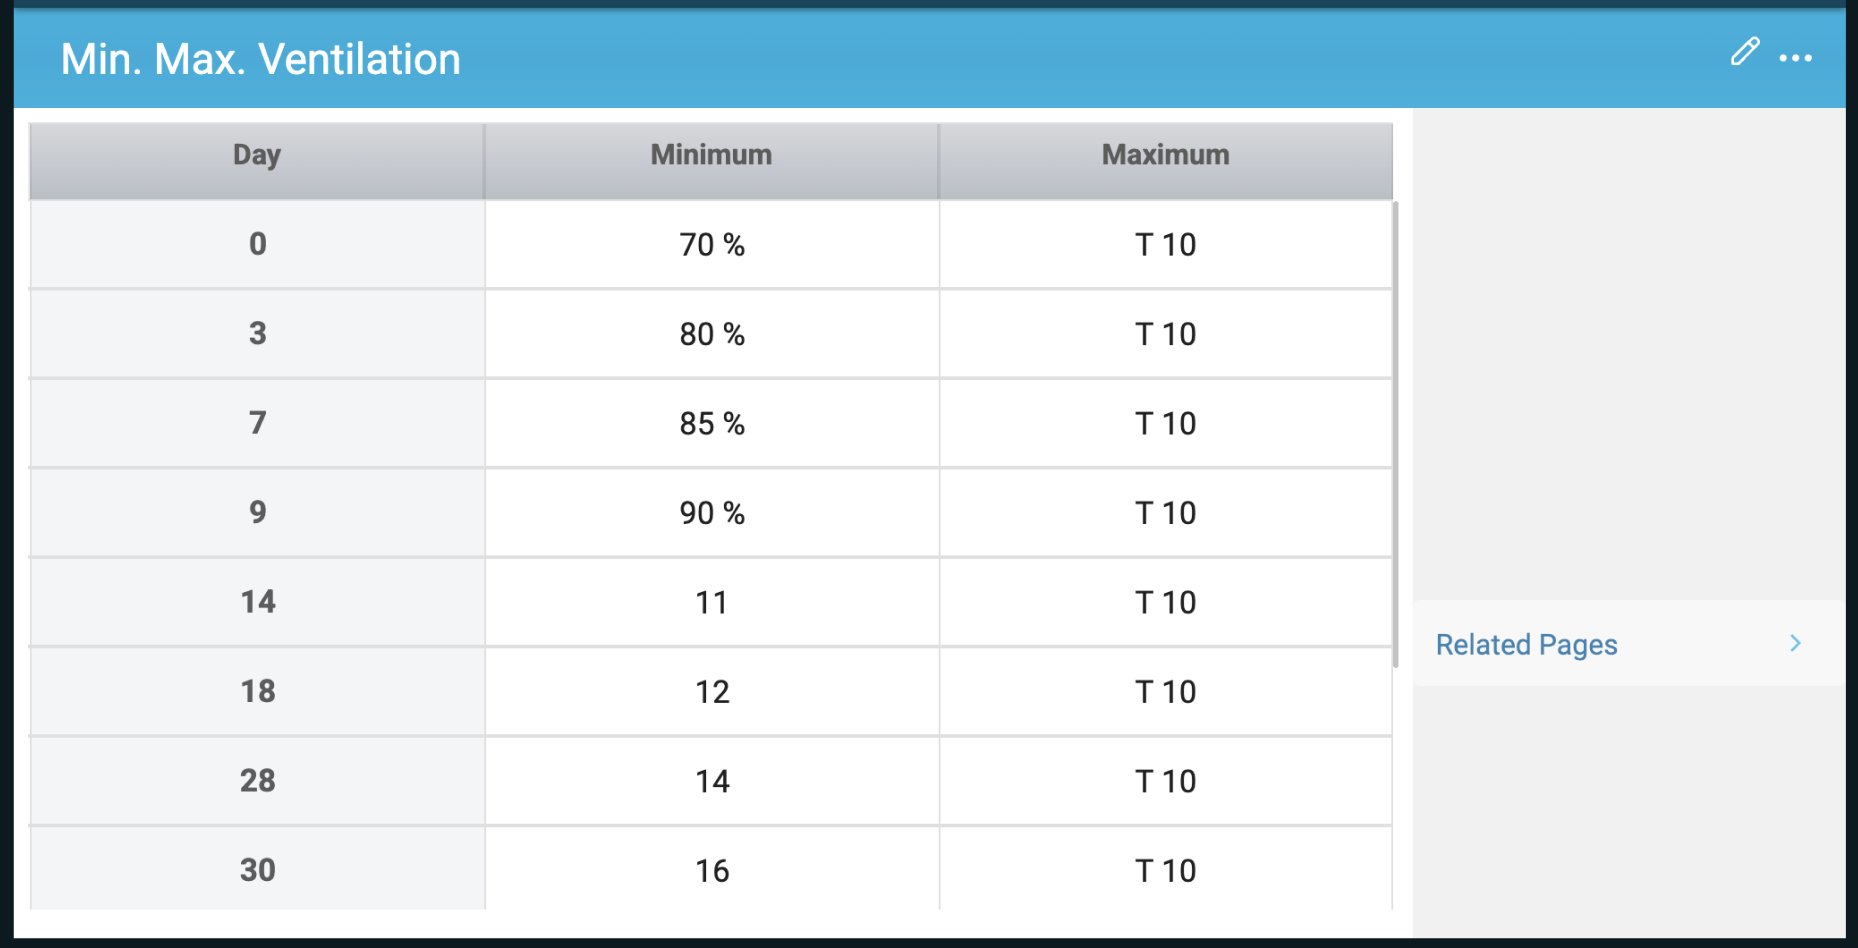 Min. Max. Ventilation
Day Minimum Maximum
0 70 % T 10
3 80 % T 10
7 85 % T 10
9 90 % T 10
14 11 T 10
18 12 T 10
28 14 T 10
30 16 T 10
Related Pages